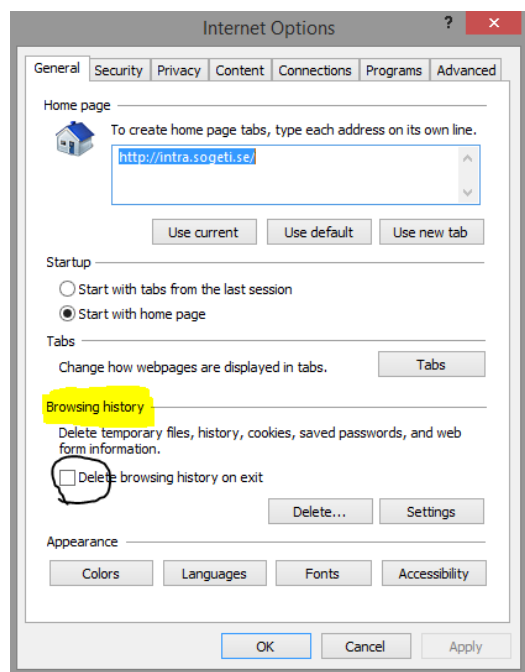 Internet Options
?
General Security Privacy Content Connections Programs Advanced
Home page
To create home page tabs, type each address on its own line.
http://intra.sogeti.se/
Use current Use default Use new tab
Startup
Start with tabs from the last session
Start with home page
Tabs
Change how webpages are displayed in tabs. Tabs
Browsing history
Delete temporary files, history, cookies, saved passwords, and web
form information.
Delete browsing history on exit
Delete... Settings
Appearance
Colors Languages Fonts Accessibility
OK Cancel Apply